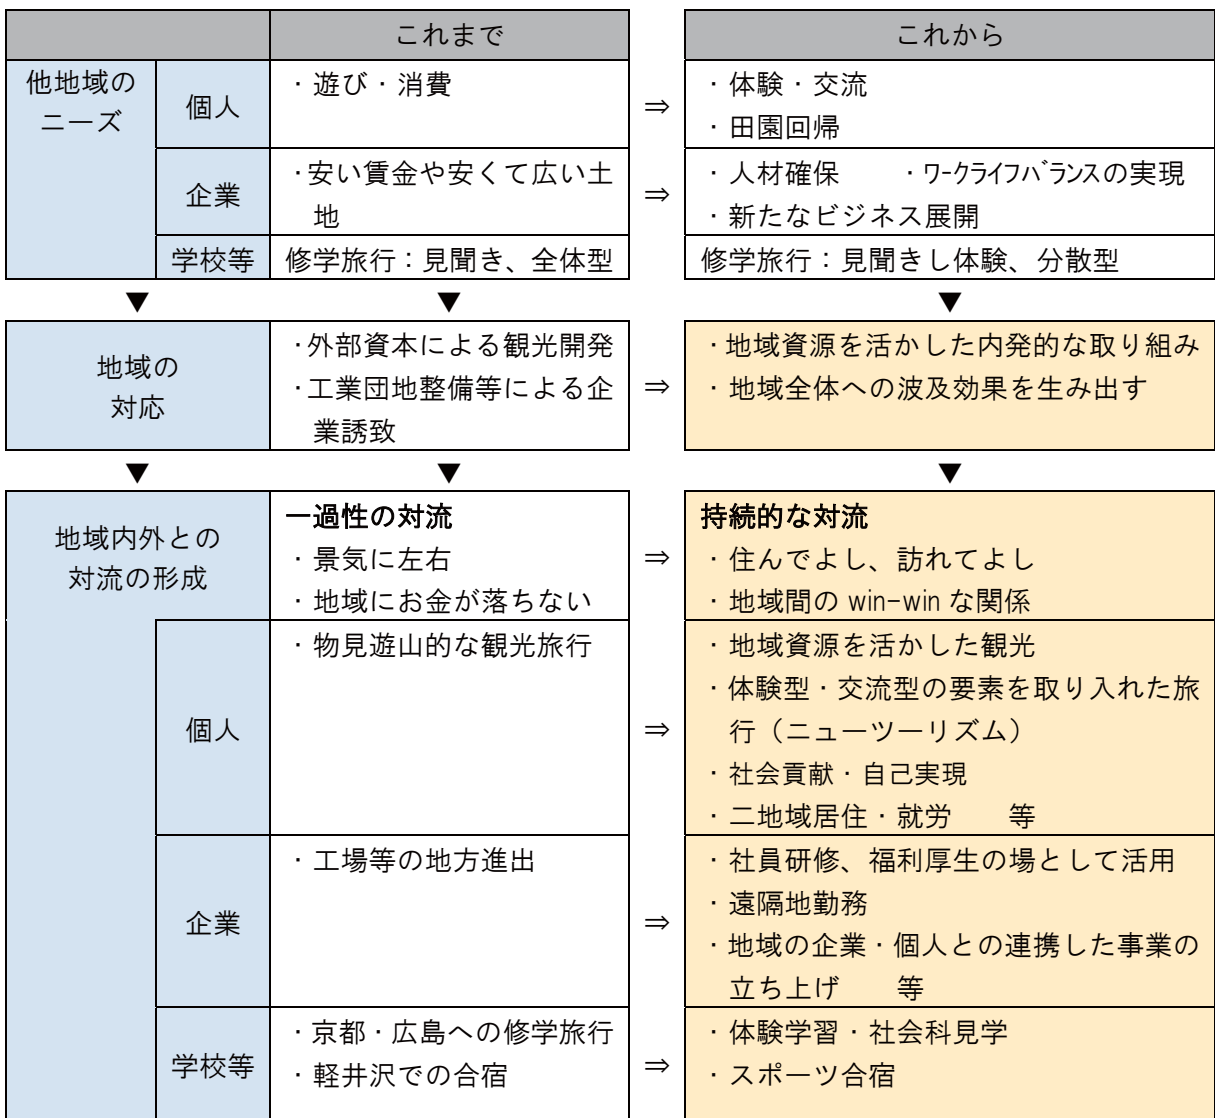 これまで
これから
他地域の
ニーズ
個人
・遊び・消費
⇒
・体験・交流
・田園回帰
企業
・安い賃金や安くて広い土
地
⇒
・人材確保　　・ワークライフバランスの実現
・新たなビジネス展開
学校等
修学旅行：見聞き、全体型
修学旅行：見聞きし体験、分散型
▼ ▼ ▼
地域の
対応
・外部資本による観光開発
・工業団地整備等による企
業誘致
⇒
・地域資源を活かした内発的な取り組み
・地域全体への波及効果を生み出す
▼ ▼ ▼
地域内外との
対流の形成
一過性の対流
・景気に左右
・地域にお金が落ちない
⇒
持続的な対流
・住んでよし、訪れてよし
・地域間の win-win な関係
個人
・物見遊山的な観光旅行
⇒
・地域資源を活かした観光
・体験型・交流型の要素を取り入れた旅
行（ニューツーリズム）
・社会貢献・自己実現
・二地域居住・就労　　等
企業
・工場等の地方進出
⇒
・社員研修、福利厚生の場として活用
・遠隔地勤務
・地域の企業・個人との連携した事業の
立ち上げ　　等
学校等
・京都・広島への修学旅行
・軽井沢での合宿
⇒
・体験学習・社会科見学
・スポーツ合宿